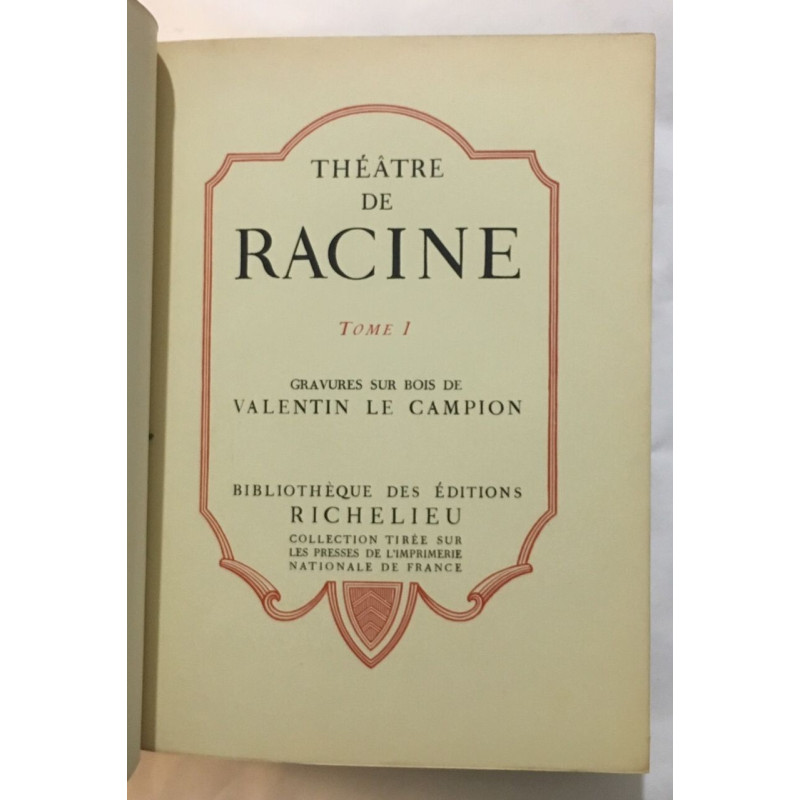 THÉÂTRE
DE
RACINE
TOME I
GRAVURES SUR BOIS DE
VALENTIN LE CAMPION
BIBLIOTHÈQUE DES ÉDITIONS
RICHELIEU
COLLECTION TIRÉE SUR
LES PRESSES DE L'IMPRIMERIE
NATIONALE DE FRANCE